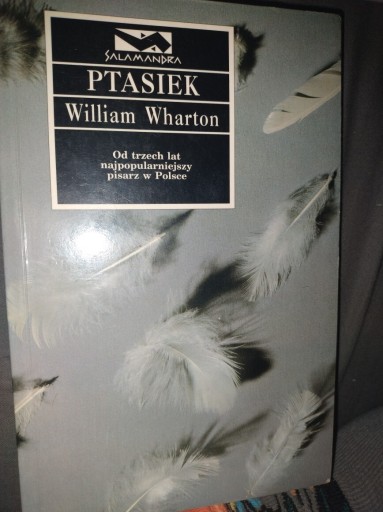 SALAMANDRA
PTASIEK
William Wharton
Od trzech lat
najpopularniejszy
pisarz w Polsce